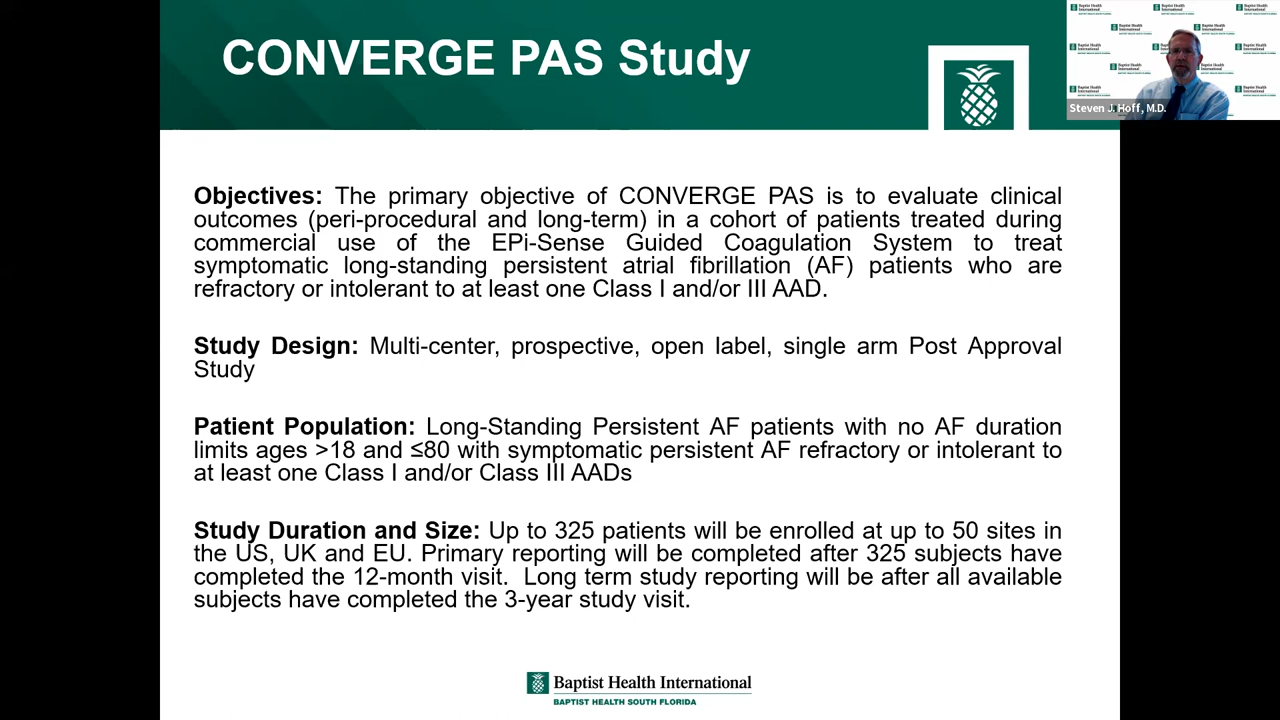 CONVERGE PAS Study
Objectives: The primary objective of CONVERGE PAS is to evaluate clinical
outcomes (peri-procedural and long-term) in a cohort of patients treated during
commercial use of the EPi-Sense Guided Coagulation System to treat
symptomatic long-standing persistent atrial fibrillation (AF) patients who are
refractory or intolerant to at least one Class I and/or III AAD.
Study Design: Multi-center, prospective, open label, single arm Post Approval
Study
Patient Population: Long-Standing Persistent AF patients with no AF duration
limits ages >18 and ≤80 with symptomatic persistent AF refractory or intolerant to
at least one Class I and/or Class III AADs
Study Duration and Size: Up to 325 patients will be enrolled at up to 50 sites in
the US, UK and EU. Primary reporting will be completed after 325 subjects have
completed the 12-month visit. Long term study reporting will be after all available
subjects have completed the 3-year study visit.
Baptist Health International
BAPTIST HEALTH SOUTH FLORIDA
Steven J. Hoff, M.D.